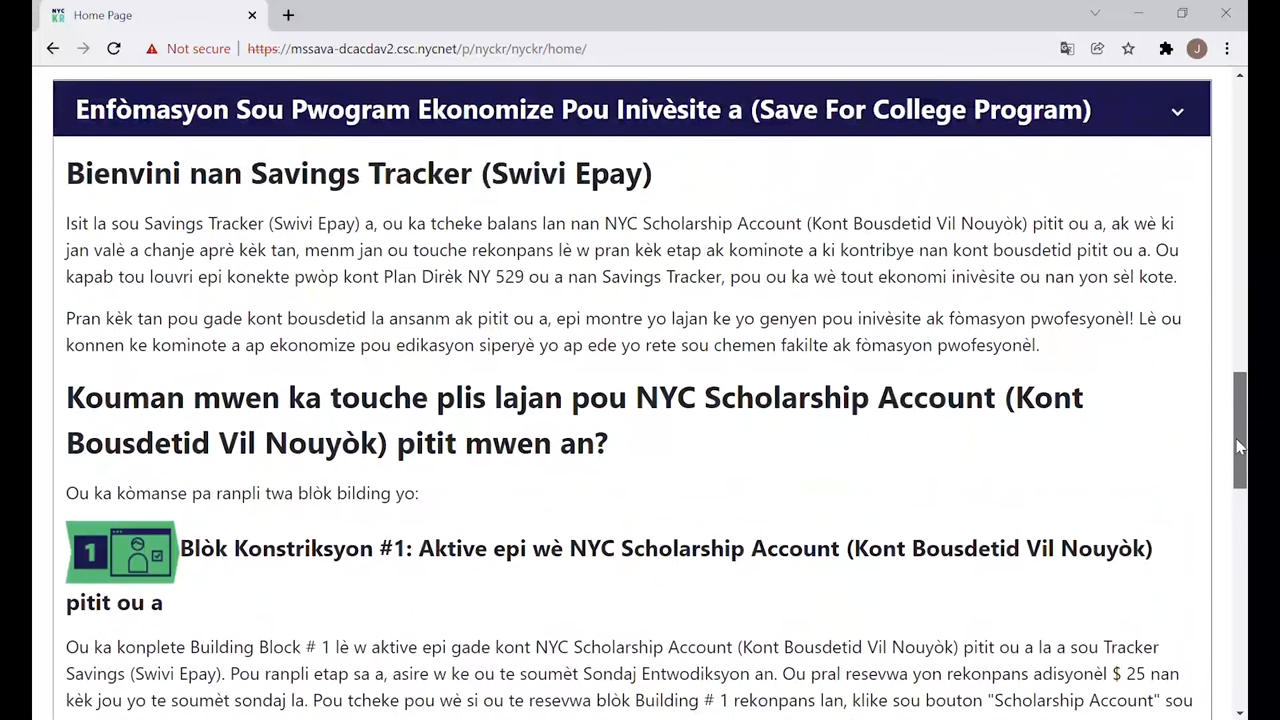 NYC
KR
Home Page
Not secure
https://mssava-dcacdav2.csc.nycnet/p/nyckr/nyckr/home/
J
Enfòmasyon Sou Pwogram Ekonomize Pou Inivèsite a (Save For College Program)
Bienvini nan Savings Tracker (Swivi Epay)
Isit la sou Savings Tracker (Swivi Epay) a, ou ka tcheke balans lan nan NYC Scholarship Account (Kont Bousdetid Vil Nouyòk) pitit ou a, ak wè ki
jan valè a chanje aprè kèk tan, menm jan ou touche rekonpans lè w pran kèk etap ak kominote a ki kontribye nan kont bousdetid pitit ou a. Ou
kapab tou louvri epi konekte pwòp kont Plan Dirèk NY 529 ou a nan Savings Tracker, pou ou ka wè tout ekonomi inivèsite ou nan yon sèl kote.
Pran kèk tan pou gade kont bousdetid la ansanm ak pitit ou a, epi montre yo lajan ke yo genyen pou inivèsite ak fòmasyon pwofesyonèl! Lè ou
konnen ke kominote a ap ekonomize pou edikasyon siperyè yo ap ede yo rete sou chemen fakilte ak fòmasyon pwofesyonèl.
Kouman mwen ka touche plis lajan pou NYC Scholarship Account (Kont
Bousdetid Vil Nouyòk) pitit mwen an?
Ou ka kòmanse pa ranpli twa blòk bilding yo:
1
Blòk Konstriksyon #1: Aktive epi wè NYC Scholarship Account (Kont Bousdetid Vil Nouyòk)
pitit ou a
Ou ka konplete Building Block # 1 lè w aktive epi gade kont NYC Scholarship Account (Kont Bousdetid Vil Nouyòk) pitit ou a la a sou Tracker
Savings (Swivi Epay). Pou ranpli etap sa a, asire w ke ou te soumèt Sondaj Entwodiksyon an. Ou pral resevwa yon rekonpans adisyonèl $ 25 nan
kèk jou yo te soumèt sondaj la. Pou tcheke pou wè si ou te resevwa blòk Building # 1 rekonpans lan, klike sou bouton "Scholarship Account" sou